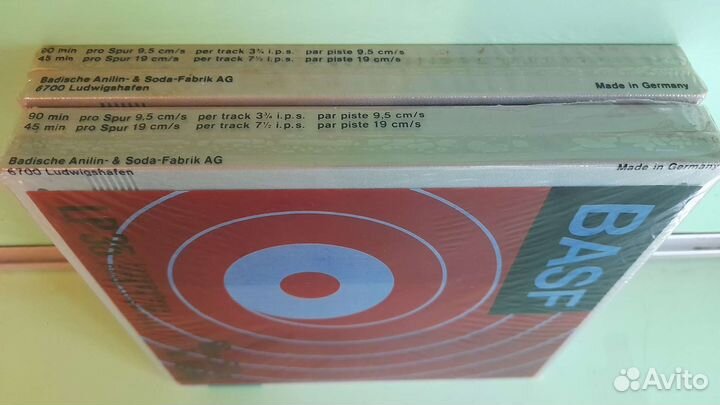 90 min pro Spur 9,5 cm/s per track 3¾ i.p.s. par piste 9,5 cm/s
45 min pro Spur 19 cm/s per track 7½ i.p.s. par piste 19 cm/s
Badische Anilin- & Soda-Fabrik AG
6700 Ludwigshafen
Made in Germany
90 min pro Spur 9,5 cm/s per track 3¾ i.p.s. par piste 9,5 cm/s
45 min pro Spur 19 cm/s per track 7½ i.p.s. par piste 19 cm/s
Badische Anilin- & Soda-Fabrik AG
6700 Ludwigshafen
Made in Germany
BASF
LP 35
Avito